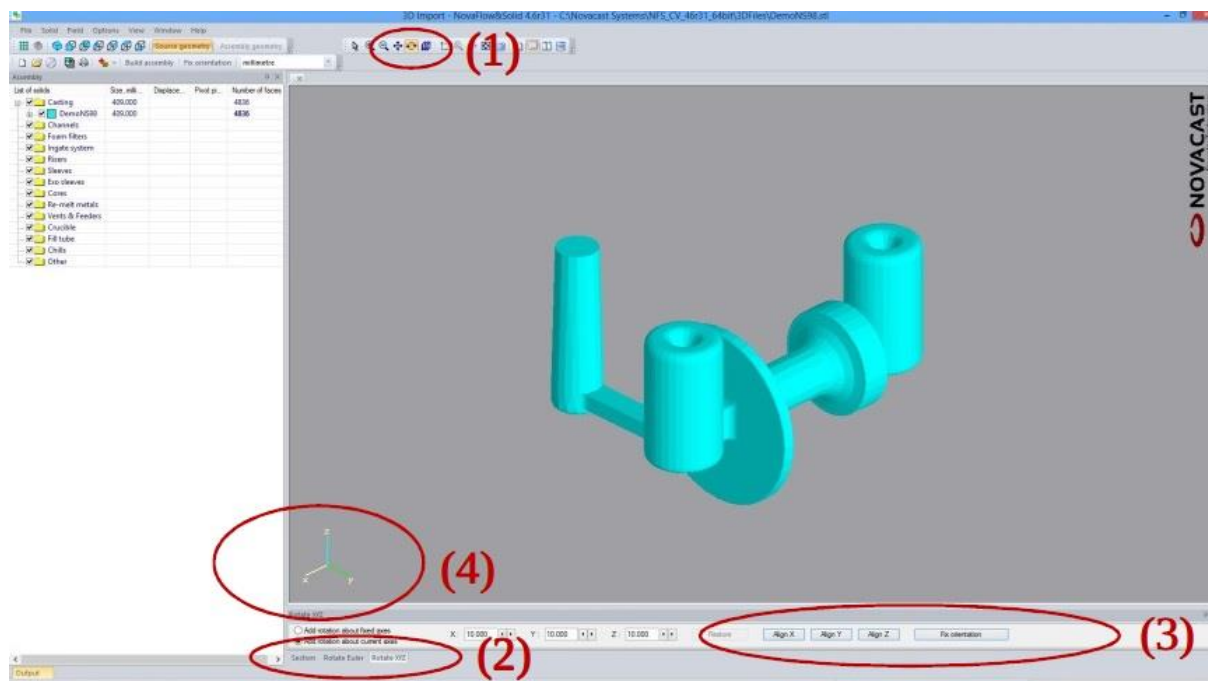 3D Import - NovaFlow&Solid 4.6r31 - C:\Novacast Systems\NFS_CV_46r31_64bit\3DFiles\DemoNS98.stl
File Solid Field Options View Window Help
Source geometry Assembly geometry
(1)
Build assembly Fix orientation millimetre
Assembly
List of solids Size, milli... Displace... Pivot p... Number of faces
Casting 409.000 4836
DemoNS98 409.000 4836
Channels
Foam filters
Ingate system
Risers
Sleeves
Exo sleeves
Cores
Re-melt metals
Vents & Feeders
Crucible
Fill tube
Chills
Other
NOVACAST
Z
X
Y
(4)
Rotate XYZ
Add rotation about fixed axes
Add rotation about current axes
X: 10.000 Y: 10.000 Z: 10.000 Restore Align X Align Y Align Z Fix orientation
(3)
Section Rotate Euler Rotate XYZ
(2)
Output